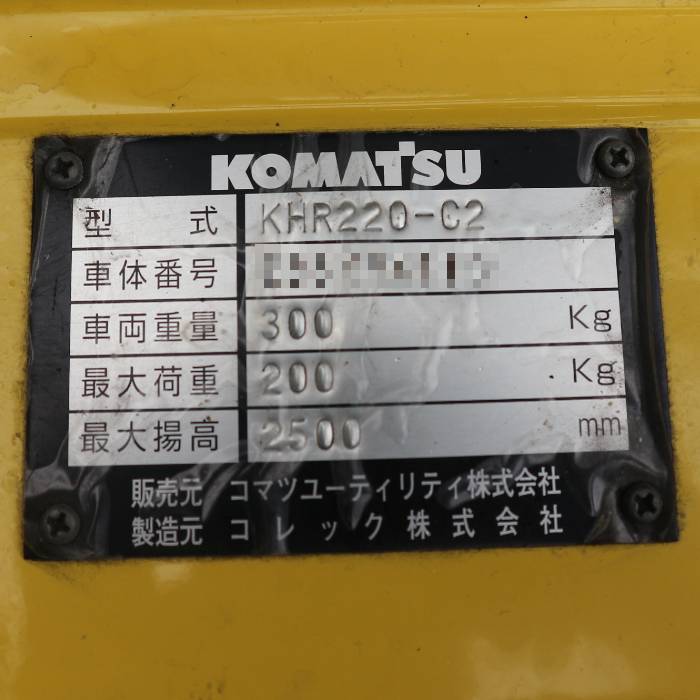 KOMATSU
型式 KHR220-C2
車体番号
車両重量 300 Kg
最大荷重 200 Kg
最大揚高 2500 mm
販売元 コマツユーティリティ株式会社
製造元 コレック株式会社